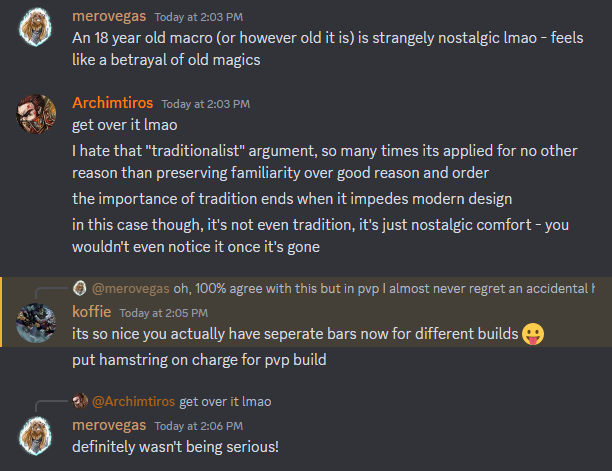 merovegas Today at 2:03 PM
An 18 year old macro (or however old it is) is strangely nostalgic lmao - feels
like a betrayal of old magics
Archimtiros Today at 2:03 PM
get over it lmao
I hate that "traditionalist" argument, so many times its applied for no other
reason than preserving familiarity over good reason and order
the importance of tradition ends when it impedes modern design
in this case though, it's not even tradition, it's just nostalgic comfort - you
wouldn't even notice it once it's gone
@merovegas oh, 100% agree with this but in pvp I almost never regret an accidental
koffie Today at 2:05 PM
its so nice you actually have seperate bars now for different builds 😛
put hamstring on charge for pvp build
@Archimtiros get over it lmao
merovegas Today at 2:06 PM
definitely wasn't being serious!